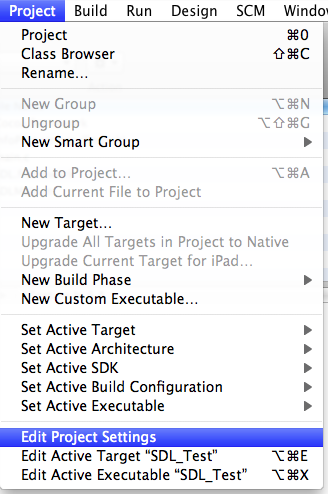 Project Build Run Design SCM Window
Project ⌘0
Class Browser ⇧⌘C
Rename...
New Group ⌥⌘N
Ungroup ⌥⇧⌘G
New Smart Group ▶
Add to Project... ⌥⌘A
Add Current File to Project
New Target...
Upgrade All Targets in Project to Native
Upgrade Current Target for iPad...
New Build Phase ▶
New Custom Executable...
Set Active Target ▶
Set Active Architecture ▶
Set Active SDK ▶
Set Active Build Configuration ▶
Set Active Executable ▶
Edit Project Settings
Edit Active Target “SDL_Test” ⌥⌘E
Edit Active Executable “SDL_Test” ⌥⌘X